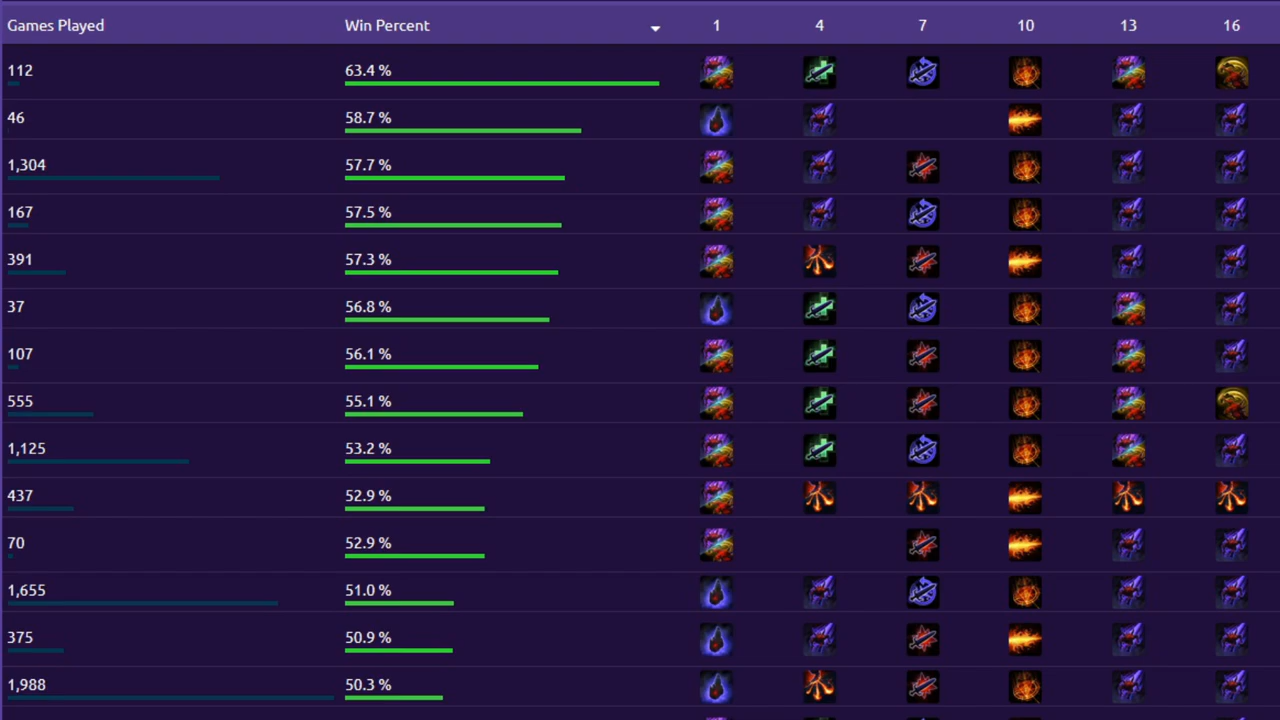 Games Played Win Percent 1 4 7 10 13 16
112 63.4 %
46 58.7 %
1,304 57.7 %
167 57.5 %
391 57.3 %
37 56.8 %
107 56.1 %
555 55.1 %
1,125 53.2 %
437 52.9 %
70 52.9 %
1,655 51.0 %
375 50.9 %
1,988 50.3 %